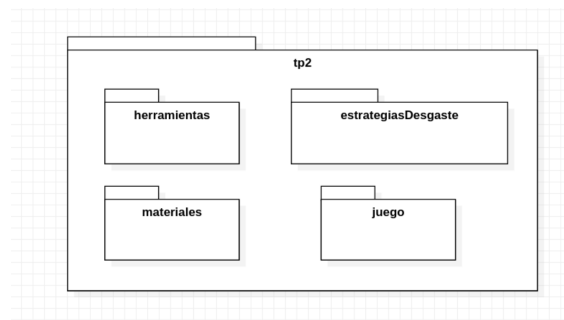 tp2
herramientas
estrategiasDesgaste
materiales
juego